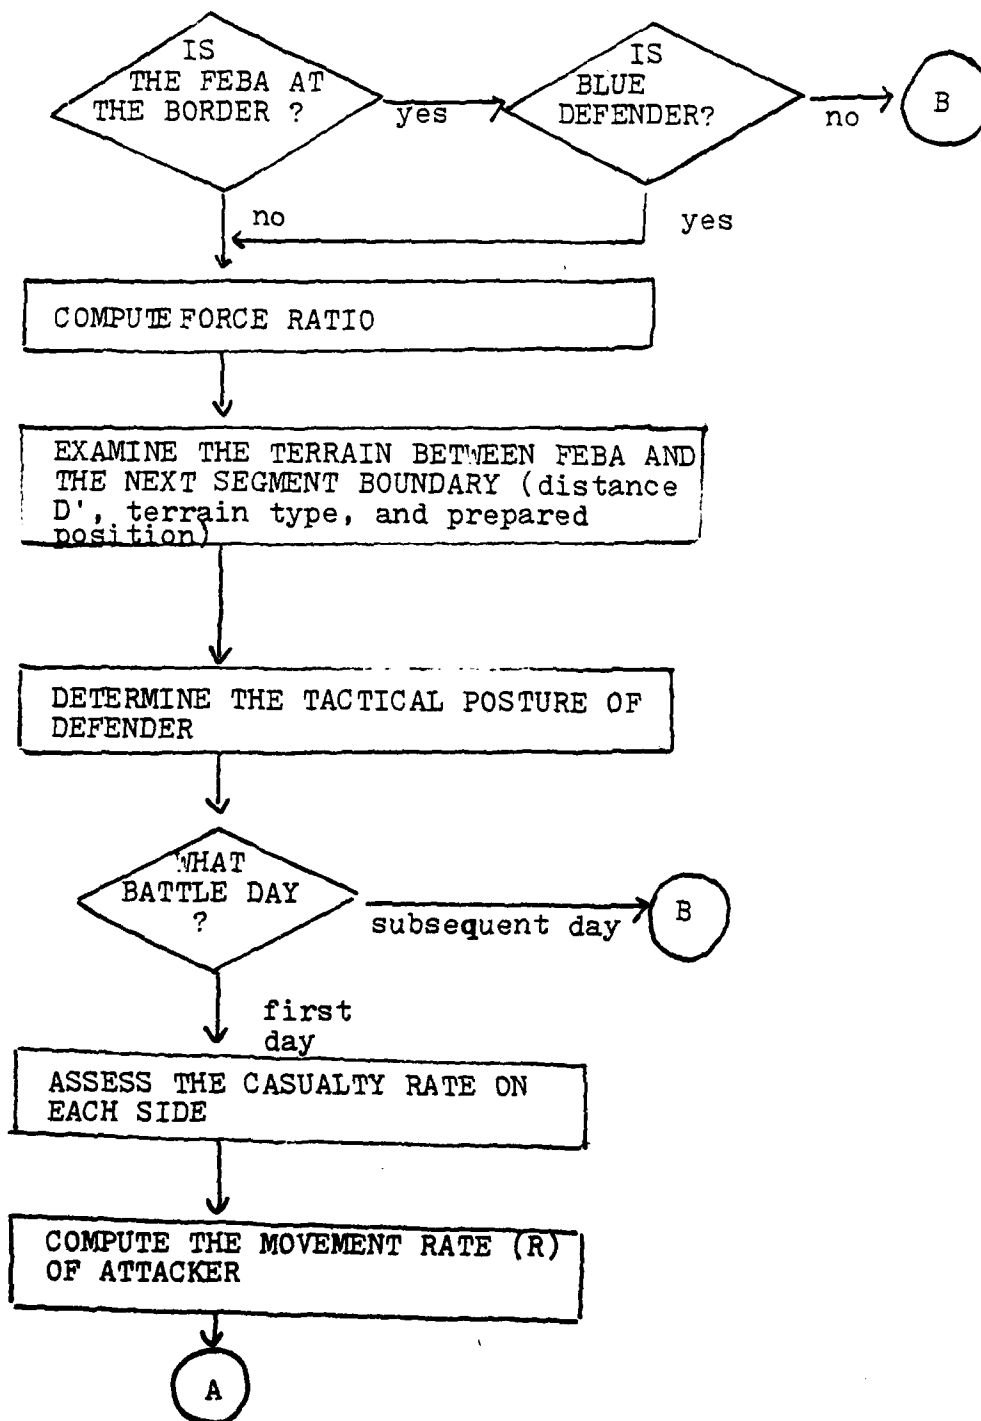 IS
THE FEBA AT
THE BORDER ?
yes
IS
BLUE
DEFENDER?
no
B
no
yes
COMPUTE FORCE RATIO
EXAMINE THE TERRAIN BETWEEN FEBA AND
THE NEXT SEGMENT BOUNDARY (distance
D', terrain type, and prepared
position)
DETERMINE THE TACTICAL POSTURE OF
DEFENDER
WHAT
BATTLE DAY
?
subsequent day
B
first
day
ASSESS THE CASUALTY RATE ON
EACH SIDE
COMPUTE THE MOVEMENT RATE (R)
OF ATTACKER
A